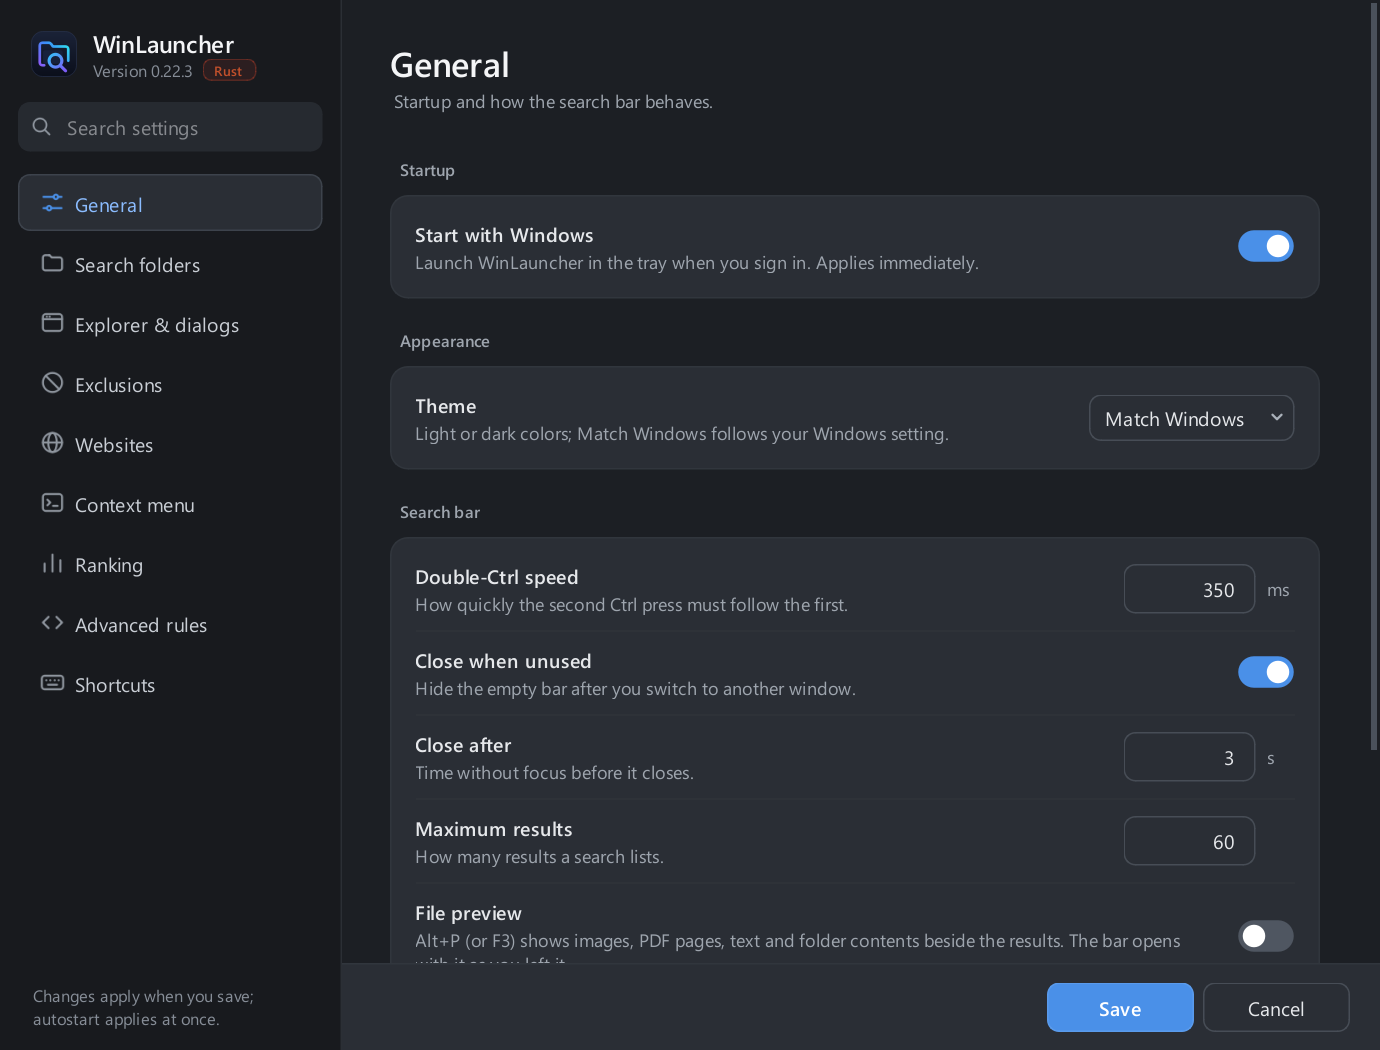 WinLauncher
Version 0.22.3 Rust
Search settings
General
Search folders
Explorer & dialogs
Exclusions
Websites
Context menu
Ranking
Advanced rules
Shortcuts
Changes apply when you save;
autostart applies at once.
General
Startup and how the search bar behaves.
Startup
Start with Windows
Launch WinLauncher in the tray when you sign in. Applies immediately.
Appearance
Theme
Light or dark colors; Match Windows follows your Windows setting.
Match Windows
Search bar
Double-Ctrl speed
How quickly the second Ctrl press must follow the first.
350 ms
Close when unused
Hide the empty bar after you switch to another window.
Close after
Time without focus before it closes.
3 s
Maximum results
How many results a search lists.
60
File preview
Alt+P (or F3) shows images, PDF pages, text and folder contents beside the results. The bar opens
with it as you left it.
Save
Cancel